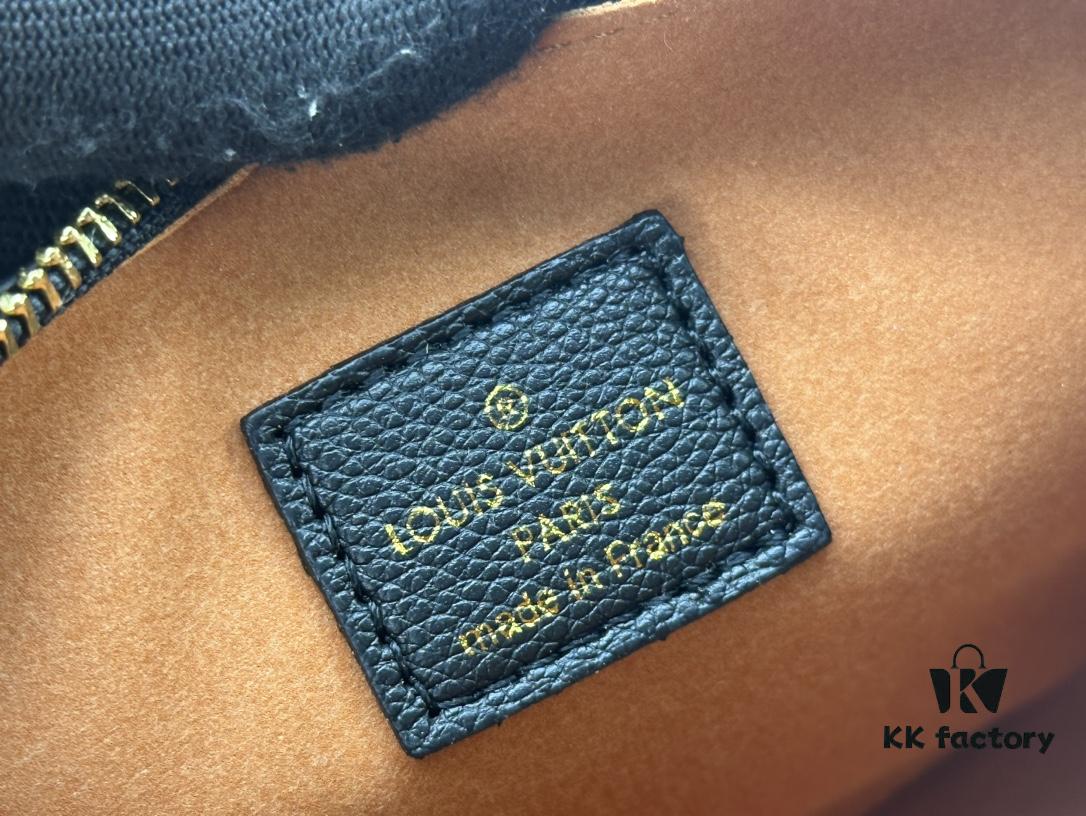 ®
LOUIS VUITTON
PARIS
made in France
KK factory